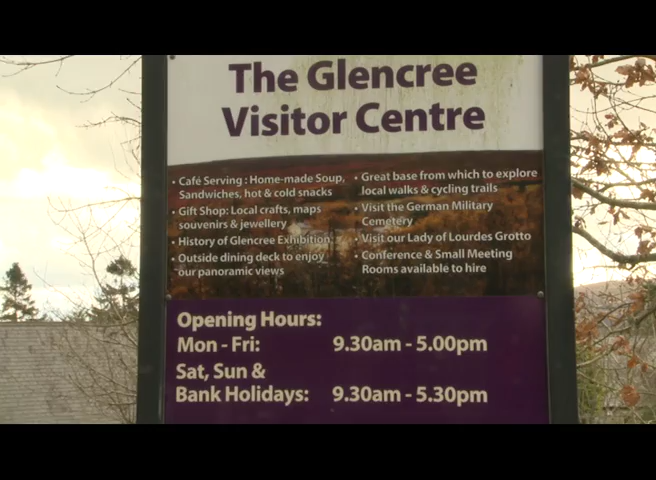 The Glencree
Visitor Centre
• Café Serving : Home-made Soup,
Sandwiches, hot & cold snacks
• Gift Shop: Local crafts, maps
souvenirs & jewellery
• History of Glencree Exhibition
• Outside dining deck to enjoy
our panoramic views
• Great base from which to explore
local walks & cycling trails
• Visit the German Military
Cemetery
• Visit our Lady of Lourdes Grotto
• Conference & Small Meeting
Rooms available to hire
Opening Hours:
Mon - Fri: 9.30am - 5.00pm
Sat, Sun &
Bank Holidays: 9.30am - 5.30pm